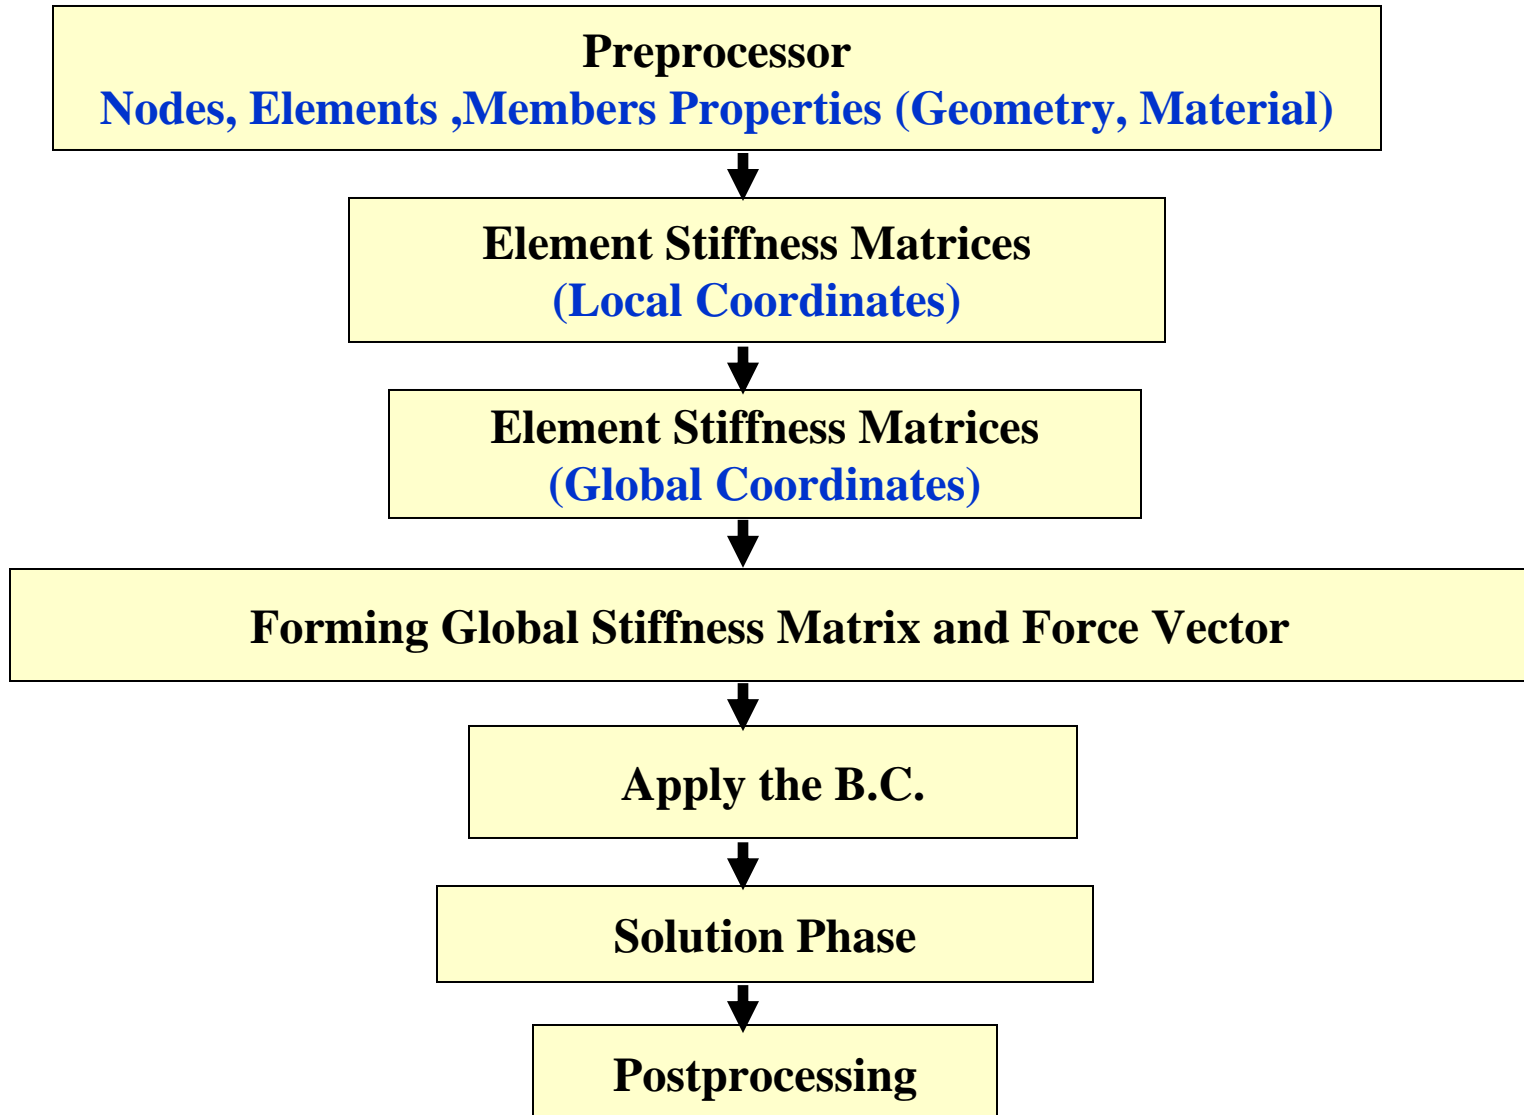 Preprocessor
Nodes, Elements ,Members Properties (Geometry, Material)
Element Stiffness Matrices
(Local Coordinates)
Element Stiffness Matrices
(Global Coordinates)
Forming Global Stiffness Matrix and Force Vector
Apply the B.C.
Solution Phase
Postprocessing